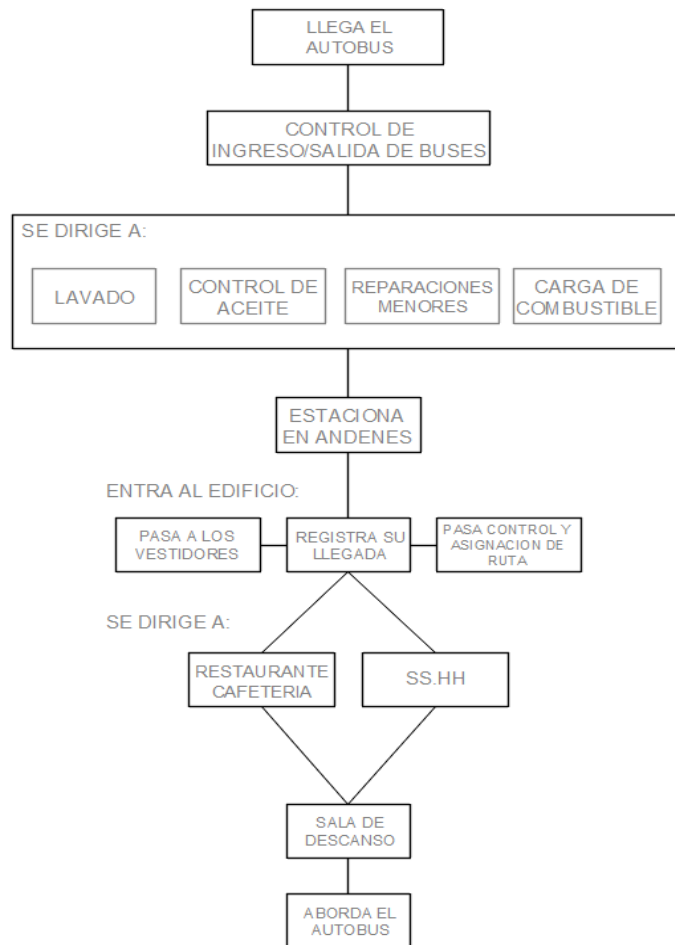 LLEGA EL
AUTOBUS
CONTROL DE
INGRESO/SALIDA DE BUSES
SE DIRIGE A:
LAVADO
CONTROL DE
ACEITE
REPARACIONES
MENORES
CARGA DE
COMBUSTIBLE
ESTACIONA
EN ANDENES
ENTRA AL EDIFICIO:
PASA A LOS
VESTIDORES
REGISTRA SU
LLEGADA
PASA CONTROL Y
ASIGNACION DE
RUTA
SE DIRIGE A:
RESTAURANTE
CAFETERIA
SS.HH
SALA DE
DESCANSO
ABORDA EL
AUTOBUS